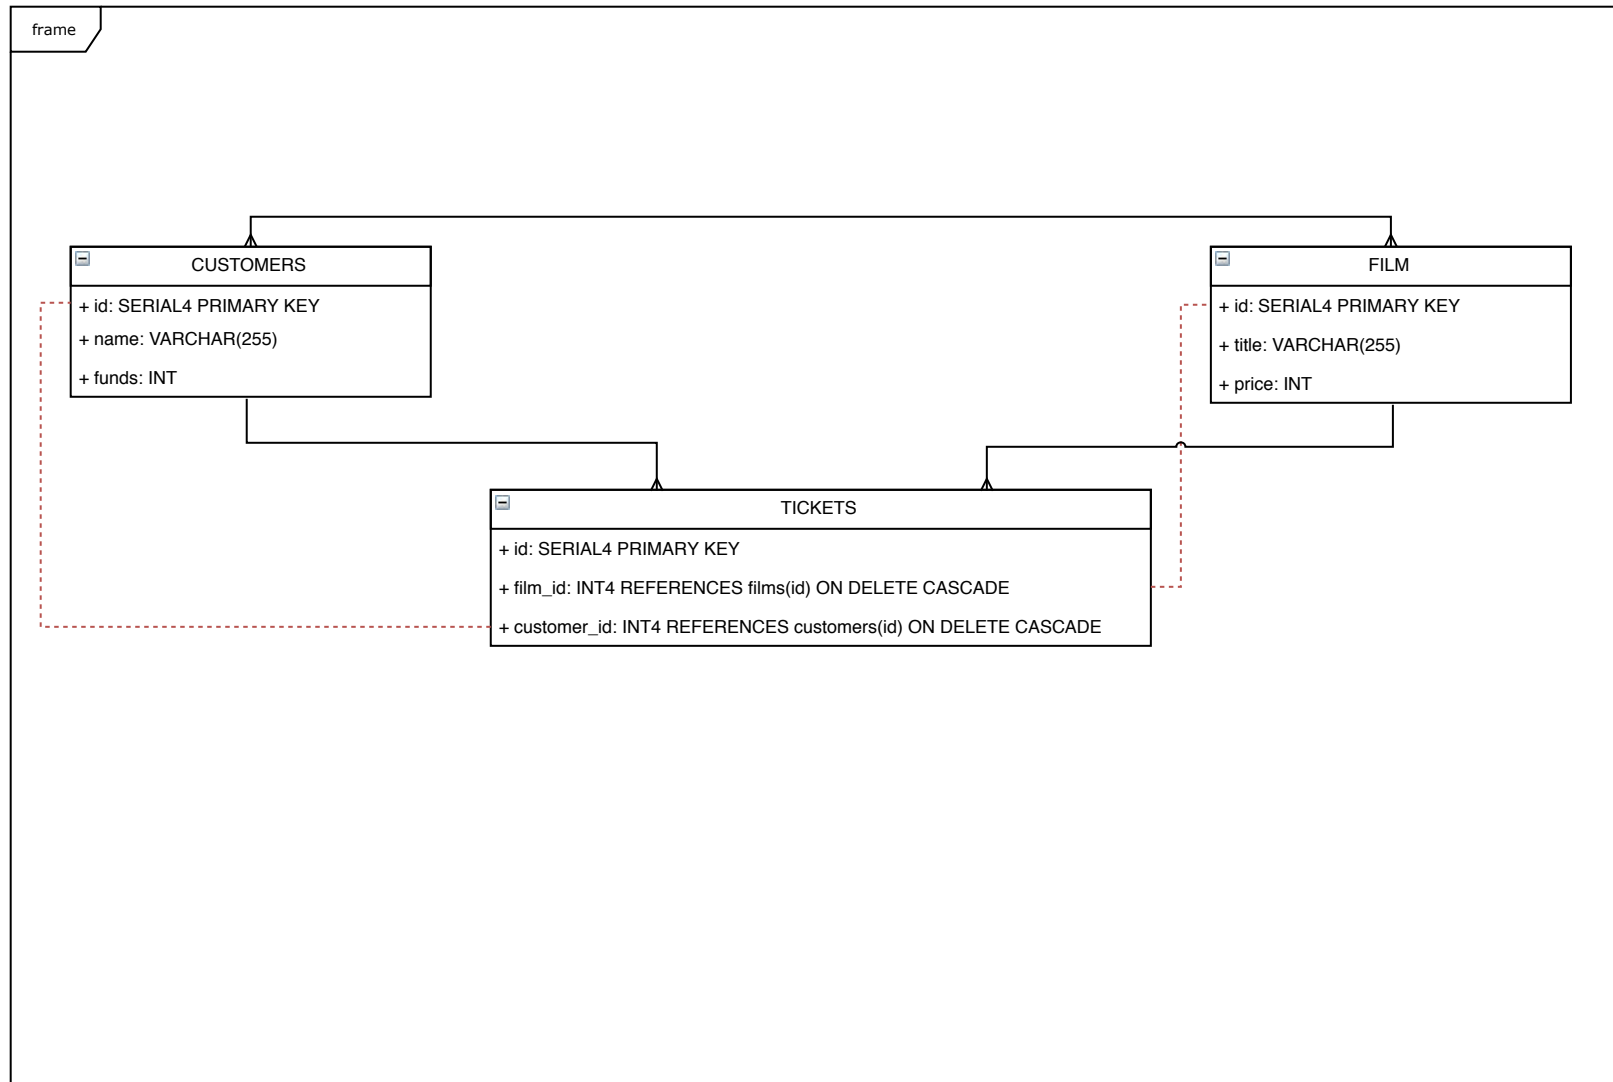 frame
CUSTOMERS
+ id: SERIAL4 PRIMARY KEY
+ name: VARCHAR(255)
+ funds: INT
FILM
+ id: SERIAL4 PRIMARY KEY
+ title: VARCHAR(255)
+ price: INT
TICKETS
+ id: SERIAL4 PRIMARY KEY
+ film_id: INT4 REFERENCES films(id) ON DELETE CASCADE
+ customer_id: INT4 REFERENCES customers(id) ON DELETE CASCADE